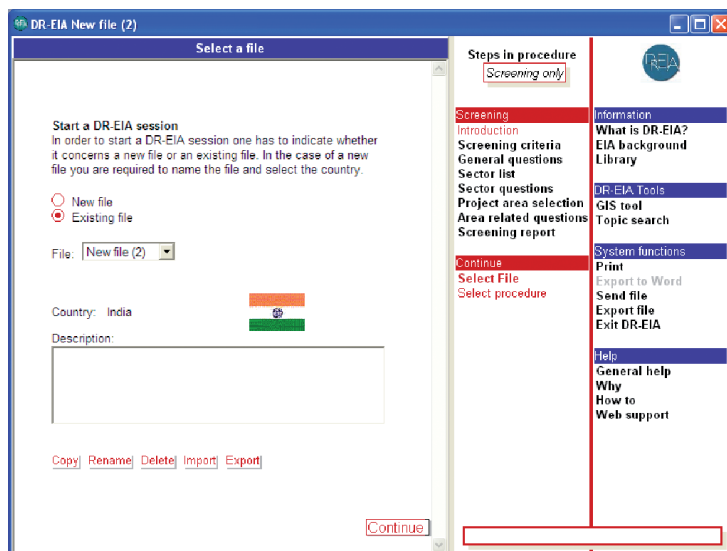 DR-EIA New file (2)
Select a file
Start a DR-EIA session
In order to start a DR-EIA session one has to indicate whether
it concerns a new file or an existing file. In the case of a new
file you are required to name the file and select the country.
New file
Existing file
File: New file (2)
Country: India
Description:
Copy Rename Delete Import Export
Continue
Steps in procedure
Screening only
Screening
Introduction
Screening criteria
General questions
Sector list
Sector questions
Project area selection
Area related questions
Screening report
Continue
Select File
Select procedure
DREIA
Information
What is DR-EIA?
EIA background
Library
DR-EIA Tools
GIS tool
Topic search
System functions
Print
Export to Word
Send file
Export file
Exit DR-EIA
Help
General help
Why
How to
Web support